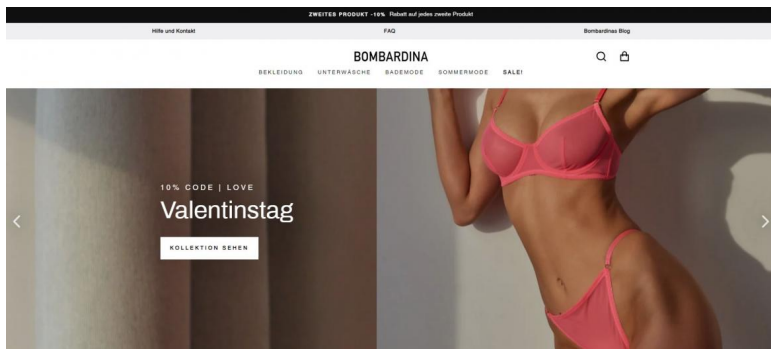 ZWEITES PRODUKT -10% Rabatt auf jedes zweite Produkt
Hilfe und Kontakt
FAQ
Bombardinas Blog
BOMBARDINA
BEKLEIDUNG UNTERWÄSCHE BADEMODE SOMMERMODE SALE!
10% CODE | LOVE
Valentinstag
KOLLEKTION SEHEN